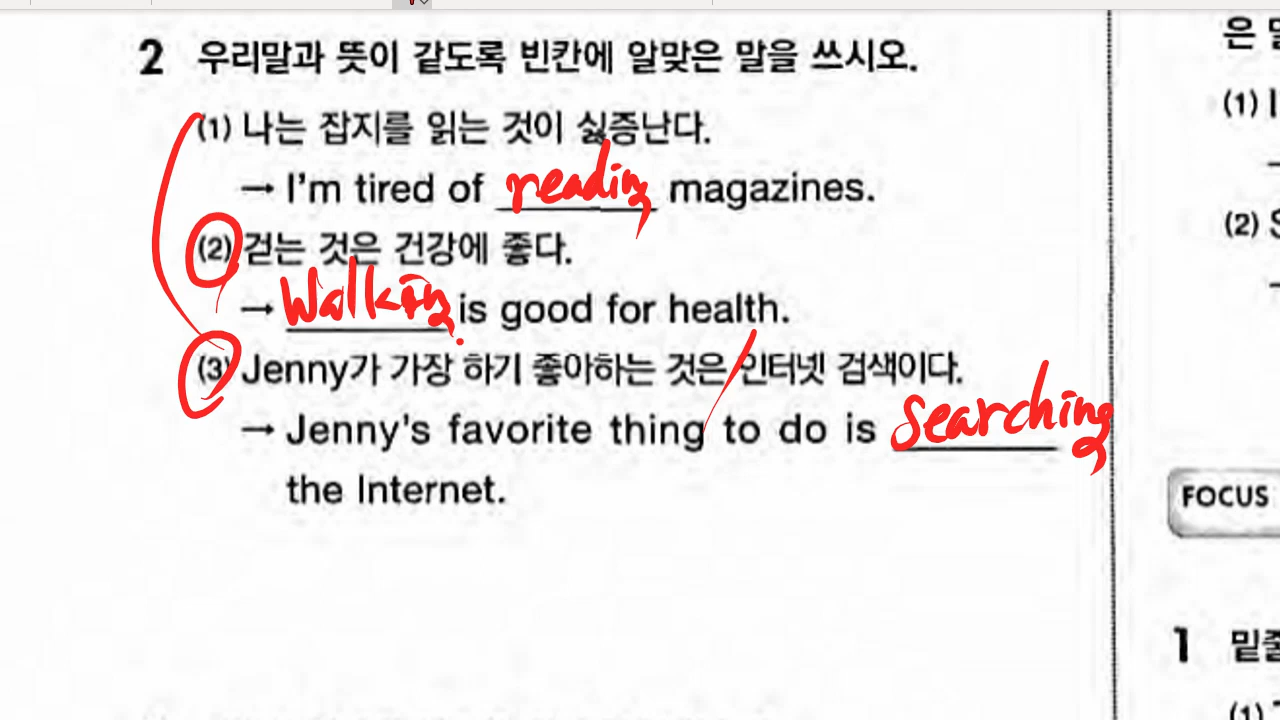 2 우리말과 뜻이 같도록 빈칸에 알맞은 말을 쓰시오.
(1) 나는 잡지를 읽는 것이 싫증난다.
→ I'm tired of reading magazines.
(2) 걷는 것은 건강에 좋다.
→ Walking is good for health.
(3) Jenny가 가장 하기 좋아하는 것은 인터넷 검색이다.
→ Jenny's favorite thing to do is searching
the Internet.
은
(1) I
(2) S
FOCUS
1 밑줄
(1)